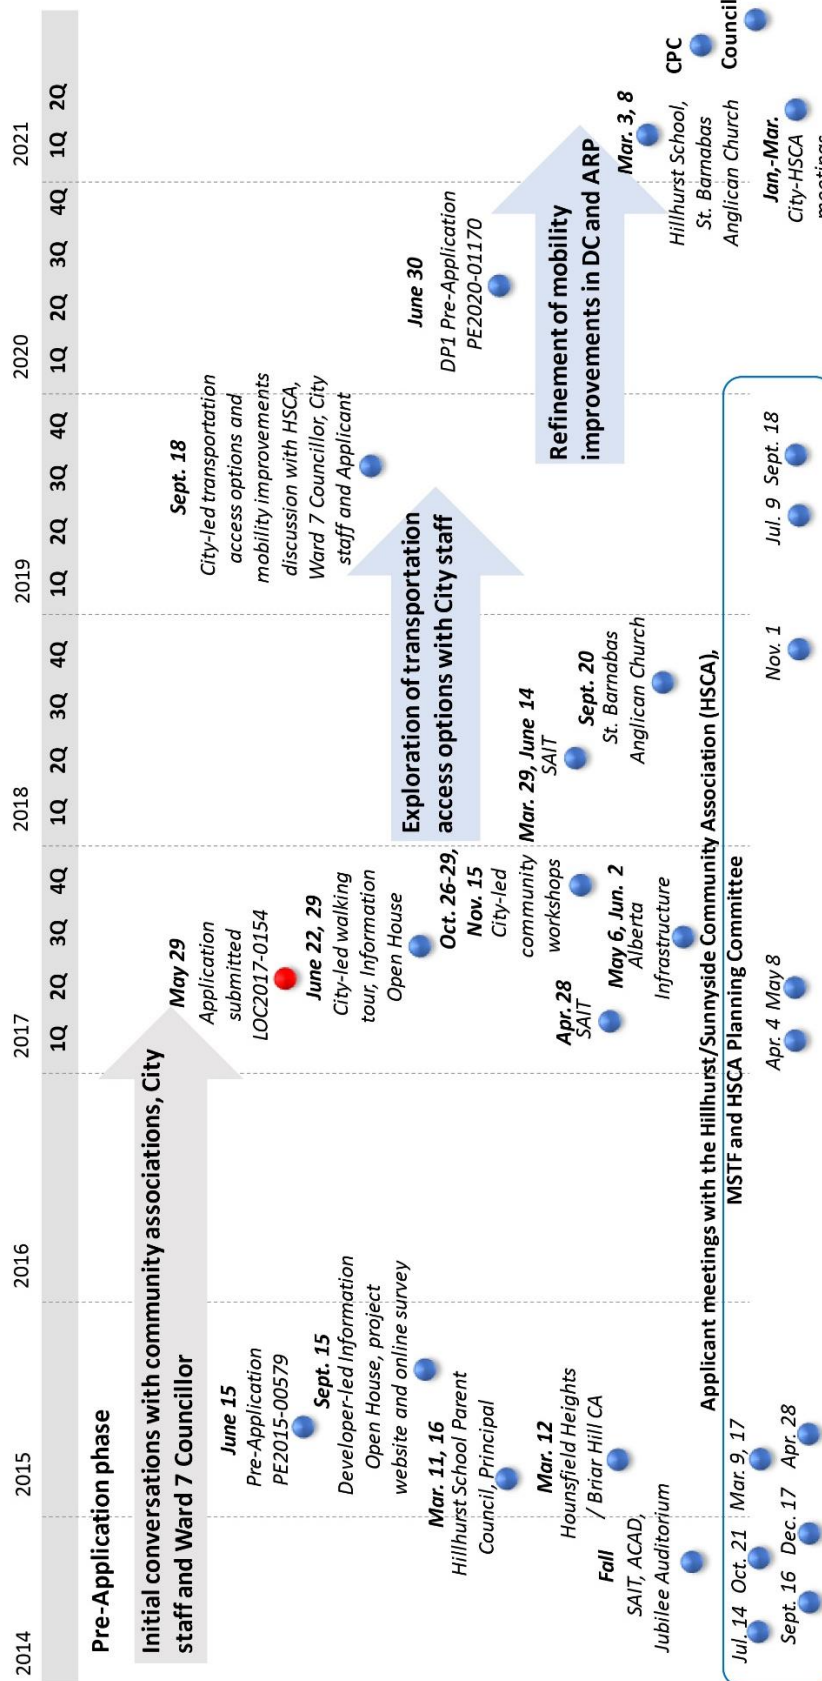 2014
2015
2016
2017
2018
2019
2020
2021
1Q
2Q
3Q
4Q
1Q
2Q
3Q
4Q
1Q
2Q
3Q
4Q
1Q
2Q
3Q
4Q
1Q
2Q
Pre-Application phase
Initial conversations with community associations, City
staff and Ward 7 Councillor
June 15
Pre-Application
PE2015-00579
Sept. 15
Developer-led Information
Open House, project
website and online survey
Mar. 11, 16
Hillhurst School Parent
Council, Principal
Mar. 12
Hounsfield Heights
/ Briar Hill CA
Fall
SAIT, ACAD,
Jubilee Auditorium
May 29
Application
submitted
LOC2017-0154
June 22, 29
City-led walking
tour, Information
Open House
Oct. 26-29,
Nov. 15
City-led
community
workshops
Apr. 28
SAIT
May 6, Jun. 2
Alberta
Infrastructure
Exploration of transportation
access options with City staff
Mar. 29, June 14
SAIT
Sept. 20
St. Barnabas
Anglican Church
Sept. 18
City-led transportation
access options and
mobility improvements
discussion with HSCA,
Ward 7 Councillor, City
staff and Applicant
June 30
DP1 Pre-Application
PE2020-01170
Refinement of mobility
improvements in DC and ARP
Mar. 3, 8
Hillhurst School,
St. Barnabas
Anglican Church
CPC
Council
Jan,-Mar.
City-HSCA
meetings
Applicant meetings with the Hillhurst/Sunnyside Community Association (HSCA),
MSTF and HSCA Planning Committee
Jul. 14
Oct. 21
Mar. 9, 17
Sept. 16
Dec. 17
Apr. 28
Apr. 4
May 8
Nov. 1
Jul. 9
Sept. 18